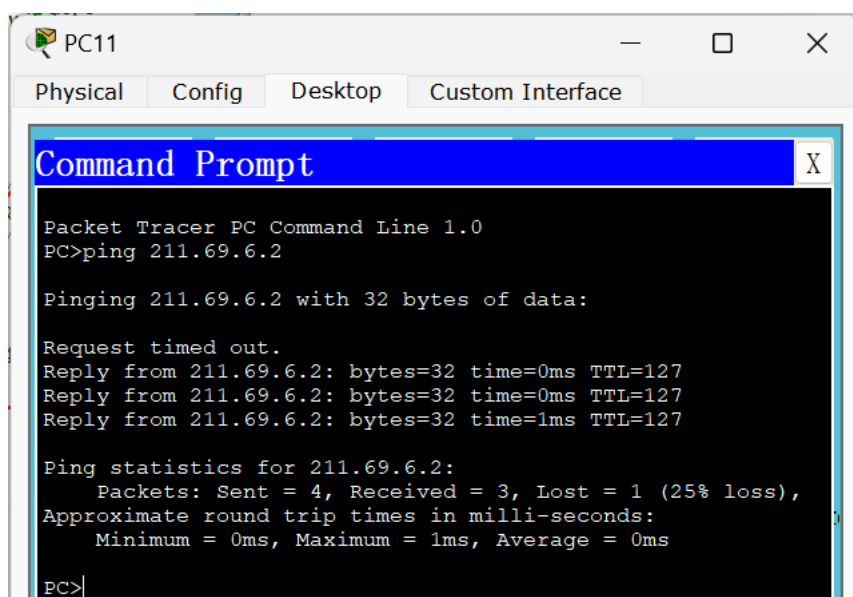 PC11
Physical Config Desktop Custom Interface
Command Prompt X
Packet Tracer PC Command Line 1.0
PC>ping 211.69.6.2
Pinging 211.69.6.2 with 32 bytes of data:
Request timed out.
Reply from 211.69.6.2: bytes=32 time=0ms TTL=127
Reply from 211.69.6.2: bytes=32 time=0ms TTL=127
Reply from 211.69.6.2: bytes=32 time=1ms TTL=127
Ping statistics for 211.69.6.2:
Packets: Sent = 4, Received = 3, Lost = 1 (25% loss),
Approximate round trip times in milli-seconds:
Minimum = 0ms, Maximum = 1ms, Average = 0ms
PC>